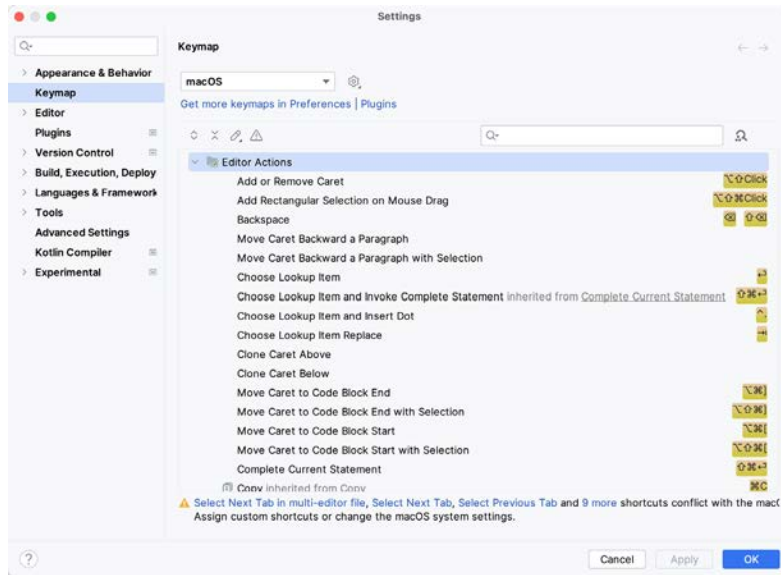 Settings
Keymap
Appearance & Behavior
Keymap
Editor
Plugins
Version Control
Build, Execution, Deploy
Languages & Framework
Tools
Advanced Settings
Kotlin Compiler
Experimental
macOS
Get more keymaps in Preferences | Plugins
Editor Actions
Add or Remove Caret ⌥⇧Click
Add Rectangular Selection on Mouse Drag ⌥⇧⌘Click
Backspace ⌫ ⇧⌫
Move Caret Backward a Paragraph
Move Caret Backward a Paragraph with Selection
Choose Lookup Item ⏎
Choose Lookup Item and Invoke Complete Statement inherited from Complete Current Statement ⇧⌘⏎
Choose Lookup Item and Insert Dot ⌃.
Choose Lookup Item Replace ⇥
Clone Caret Above
Clone Caret Below
Move Caret to Code Block End ⌥⌘]
Move Caret to Code Block End with Selection ⌥⇧⌘]
Move Caret to Code Block Start ⌥⌘[
Move Caret to Code Block Start with Selection ⌥⇧⌘[
Complete Current Statement ⇧⌘⏎
Copy inherited from Copy ⌘C
Select Next Tab in multi-editor file, Select Next Tab, Select Previous Tab and 9 more shortcuts conflict with the mac
Assign custom shortcuts or change the macOS system settings.
?
Cancel
Apply
OK